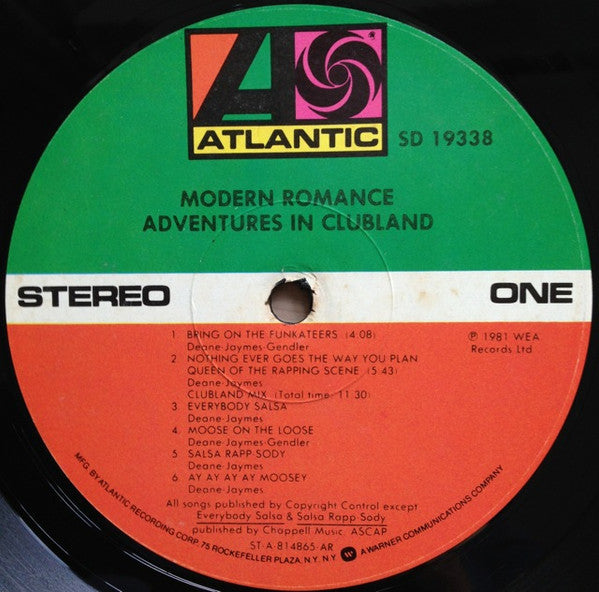 ATLANTIC
SD 19338
MODERN ROMANCE
ADVENTURES IN CLUBLAND
STEREO
ONE
1. BRING ON THE FUNKATEERS (4:08)
Deane-Jaymes-Gendler
2. NOTHING EVER GOES THE WAY YOU PLAN
QUEEN OF THE RAPPING SCENE (5:43)
Deane-Jaymes
CLUBLAND MIX (Total time: 11:30)
3. EVERYBODY SALSA
Deane-Jaymes
4. MOOSE ON THE LOOSE
Deane-Jaymes-Gendler
5. SALSA RAPP-SODY
Deane-Jaymes
6. AY AY AY AY MOOSEY
Deane-Jaymes
℗ 1981 WEA
Records Ltd.
All songs published by Copyright Control except
Everybody Salsa & Salsa Rapp-Sody
published by Chappell Music, ASCAP
ST-A-814865-AR
MFG. BY ATLANTIC RECORDING CORP., 75 ROCKEFELLER PLAZA, N.Y., N.Y. W A WARNER COMMUNICATIONS COMPANY